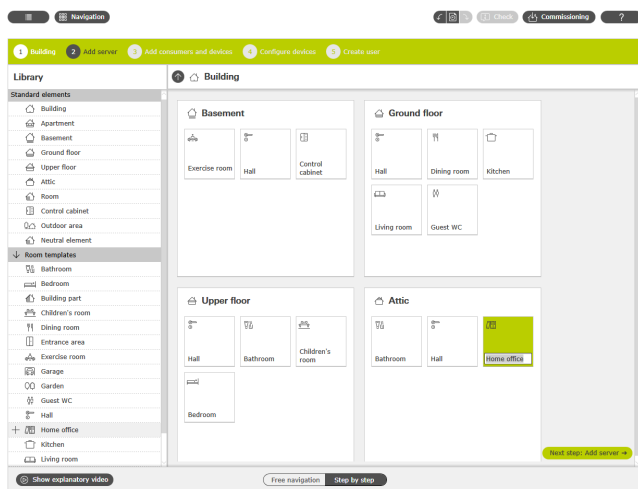 Navigation
Check
Commissioning
?
1 Building
2 Add server
3 Add consumers and devices
4 Configure devices
5 Create user
Library
Building
Standard elements
Building
Apartment
Basement
Ground floor
Upper floor
Attic
Room
Control cabinet
Outdoor area
Neutral element
Room templates
Bathroom
Bedroom
Building part
Children's room
Dining room
Entrance area
Exercise room
Garage
Garden
Guest WC
Hall
Home office
Kitchen
Living room
Basement
Exercise room
Hall
Control
cabinet
Ground floor
Hall
Dining room
Kitchen
Living room
Guest WC
Upper floor
Hall
Bathroom
Children's
room
Bedroom
Attic
Bathroom
Hall
Home office
Next step: Add server →
Show explanatory video
Free navigation
Step by step